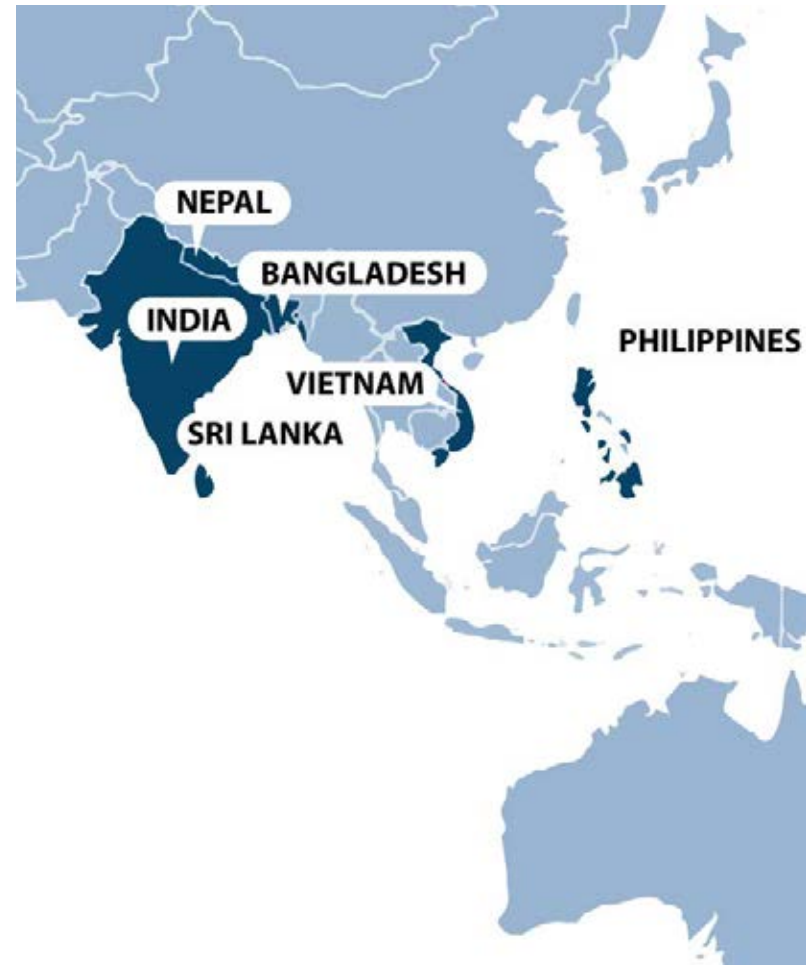 NEPAL
BANGLADESH
INDIA
PHILIPPINES
VIETNAM
SRI LANKA